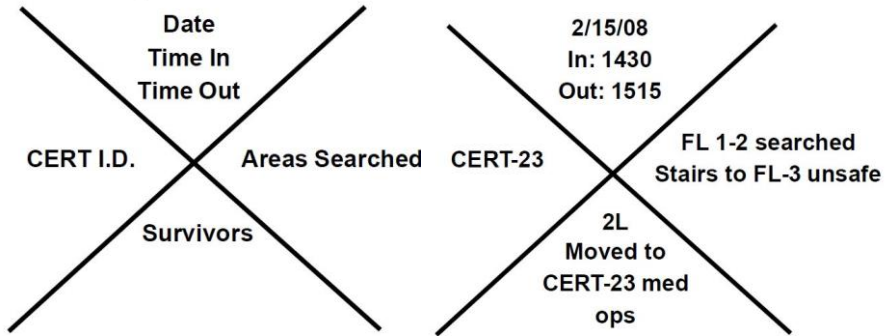 Date
Time In
Time Out
CERT I.D.
Areas Searched
Survivors
2/15/08
In: 1430
Out: 1515
CERT-23
FL 1-2 searched
Stairs to FL-3 unsafe
2L
Moved to
CERT-23 med
ops